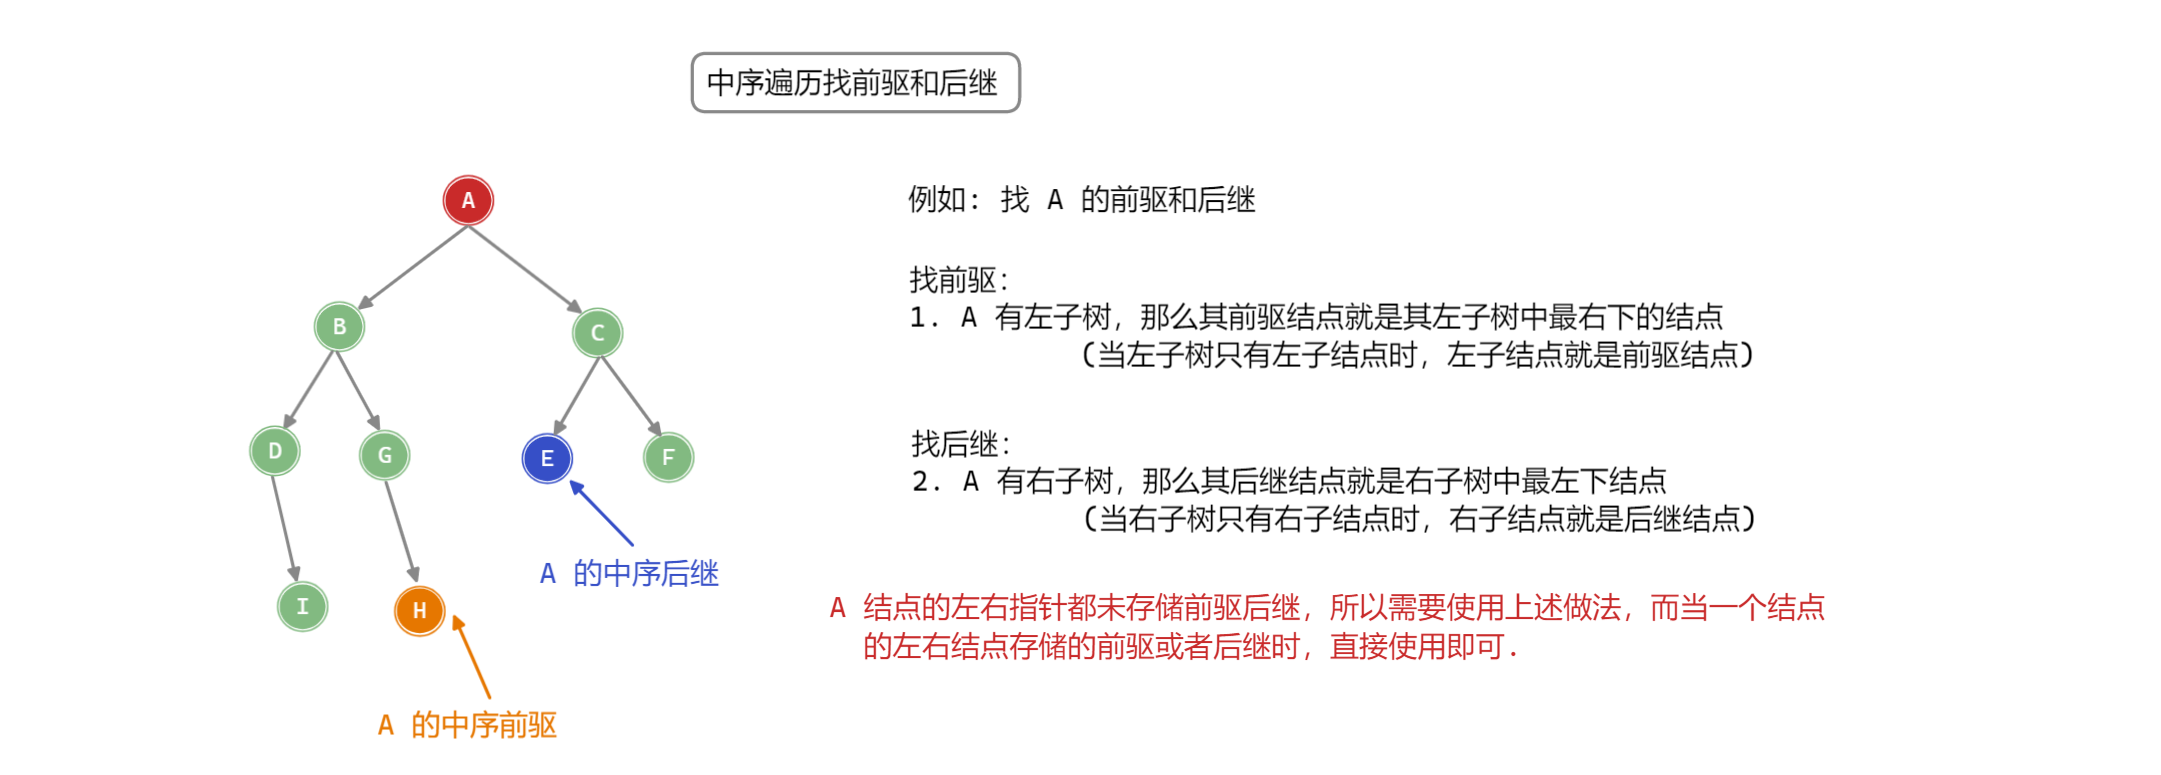 中序遍历找前驱和后继
A
B
C
D
G
E
F
I
H
A 的中序后继
A 的中序前驱
例如: 找 A 的前驱和后继
找前驱:
1. A 有左子树, 那么其前驱结点就是其左子树中最右下的结点
(当左子树只有左子结点时, 左子结点就是前驱结点)
找后继:
2. A 有右子树, 那么其后继结点就是右子树中最左下结点
(当右子树只有右子结点时, 右子结点就是后继结点)
A 结点的左右指针都未存储前驱后继, 所以需要使用上述做法, 而当一个结点
的左右结点存储的前驱或者后继时, 直接使用即可.